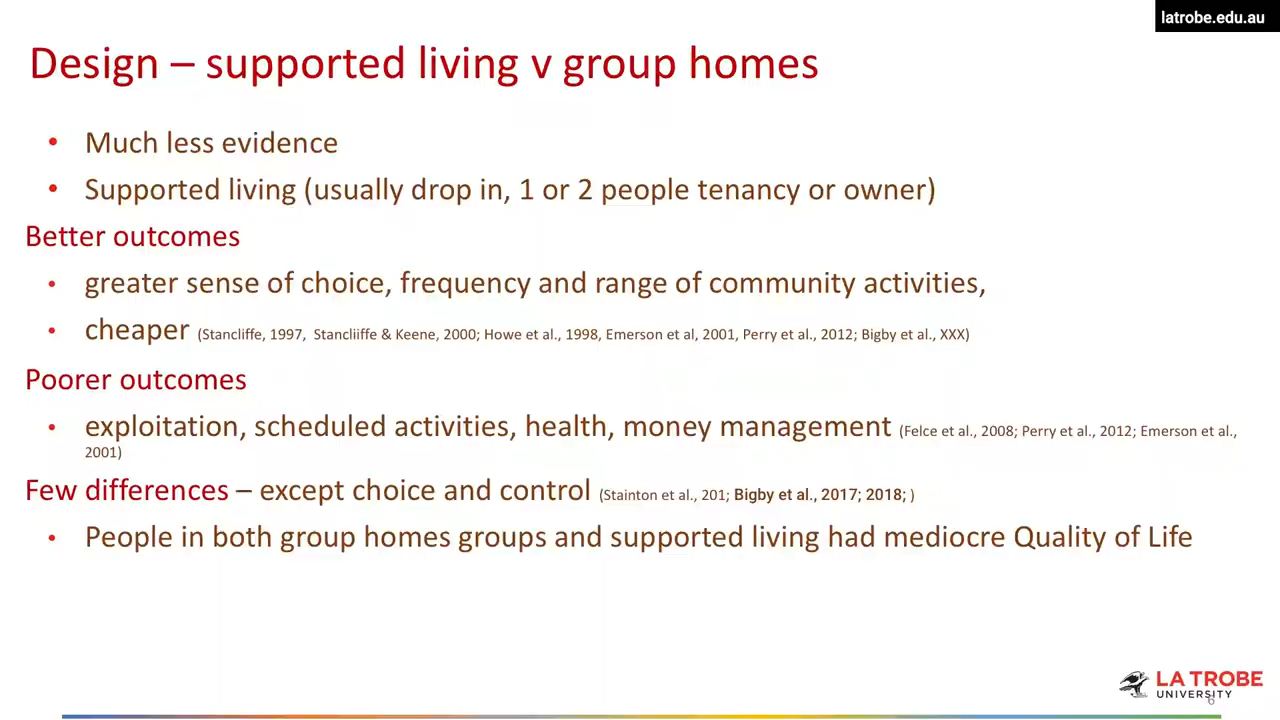 latrobe.edu.au
Design – supported living v group homes
• Much less evidence
• Supported living (usually drop in, 1 or 2 people tenancy or owner)
Better outcomes
• greater sense of choice, frequency and range of community activities,
• cheaper (Stancliffe, 1997, Stancliiffe & Keene, 2000; Howe et al., 1998, Emerson et al, 2001, Perry et al., 2012; Bigby et al., XXX)
Poorer outcomes
• exploitation, scheduled activities, health, money management (Felce et al., 2008; Perry et al., 2012; Emerson et al.,
2001)
Few differences – except choice and control (Stainton et al., 201; Bigby et al., 2017; 2018; )
• People in both group homes groups and supported living had mediocre Quality of Life
LA TROBE
UNIVERSITY
6